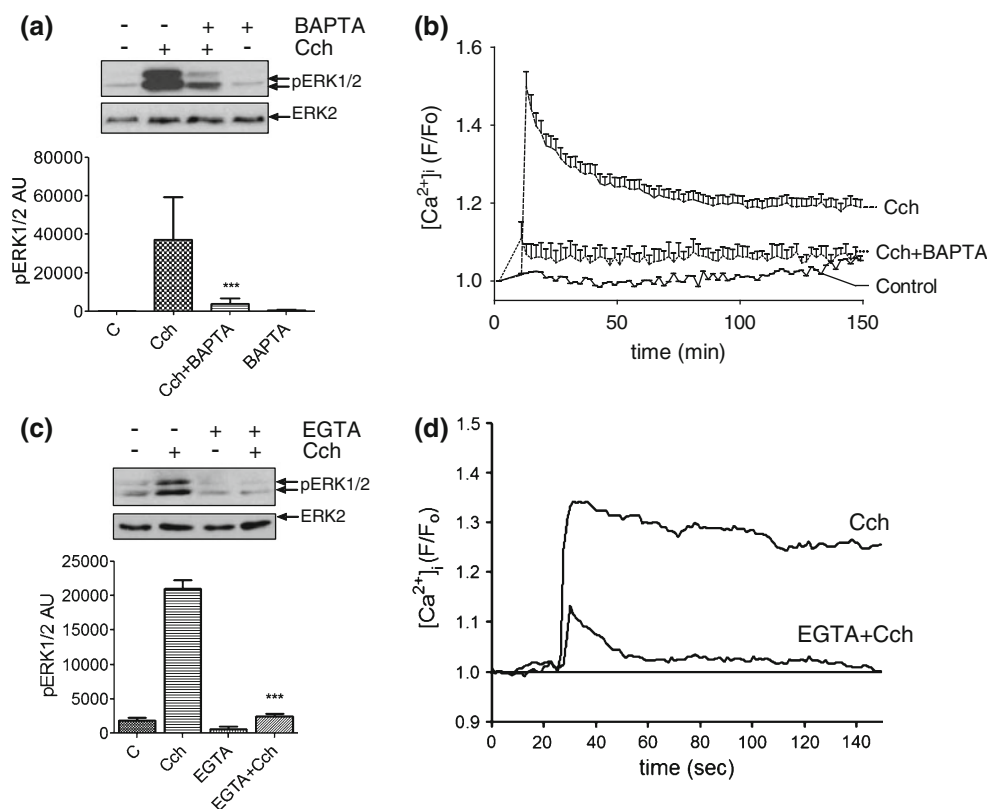 (a)
- - + + BAPTA
- + + - Cch
pERK1/2
ERK2
80000
60000
40000
20000
0
pERK1/2 AU
***
C
Cch
Cch+BAPTA
BAPTA
(b)
1.6
1.4
1.2
1.0
[Ca2+]i (F/Fo)
Cch
Cch+BAPTA
Control
0 50 100 150
time (min)
(c)
- - + + EGTA
- + - + Cch
pERK1/2
ERK2
25000
20000
15000
10000
5000
0
pERK1/2 AU
***
C
Cch
EGTA
EGTA+Cch
(d)
1.5
1.4
1.3
1.2
1.1
1.0
0.9
[Ca2+]i (F/Fo)
Cch
EGTA+Cch
0 20 40 60 80 100 120 140
time (sec)